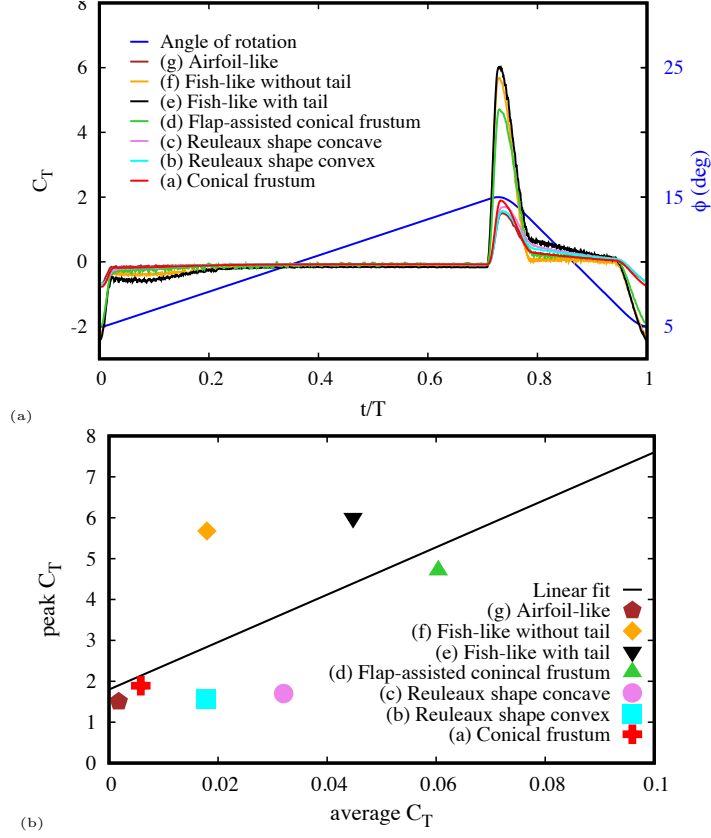 6
4
2
0
-2
C_T
Angle of rotation
(g) Airfoil-like
(f) Fish-like without tail
(e) Fish-like with tail
(d) Flap-assisted conical frustum
(c) Reuleaux shape concave
(b) Reuleaux shape convex
(a) Conical frustum
25
15
5
ϕ (deg)
0 0.2 0.4 0.6 0.8 1
t/T
(a)
8
7
6
5
4
3
2
1
0
peak C_T
Linear fit
(g) Airfoil-like
(f) Fish-like without tail
(e) Fish-like with tail
(d) Flap-assisted conincal frustum
(c) Reuleaux shape concave
(b) Reuleaux shape convex
(a) Conical frustum
0 0.02 0.04 0.06 0.08 0.1
average C_T
(b)